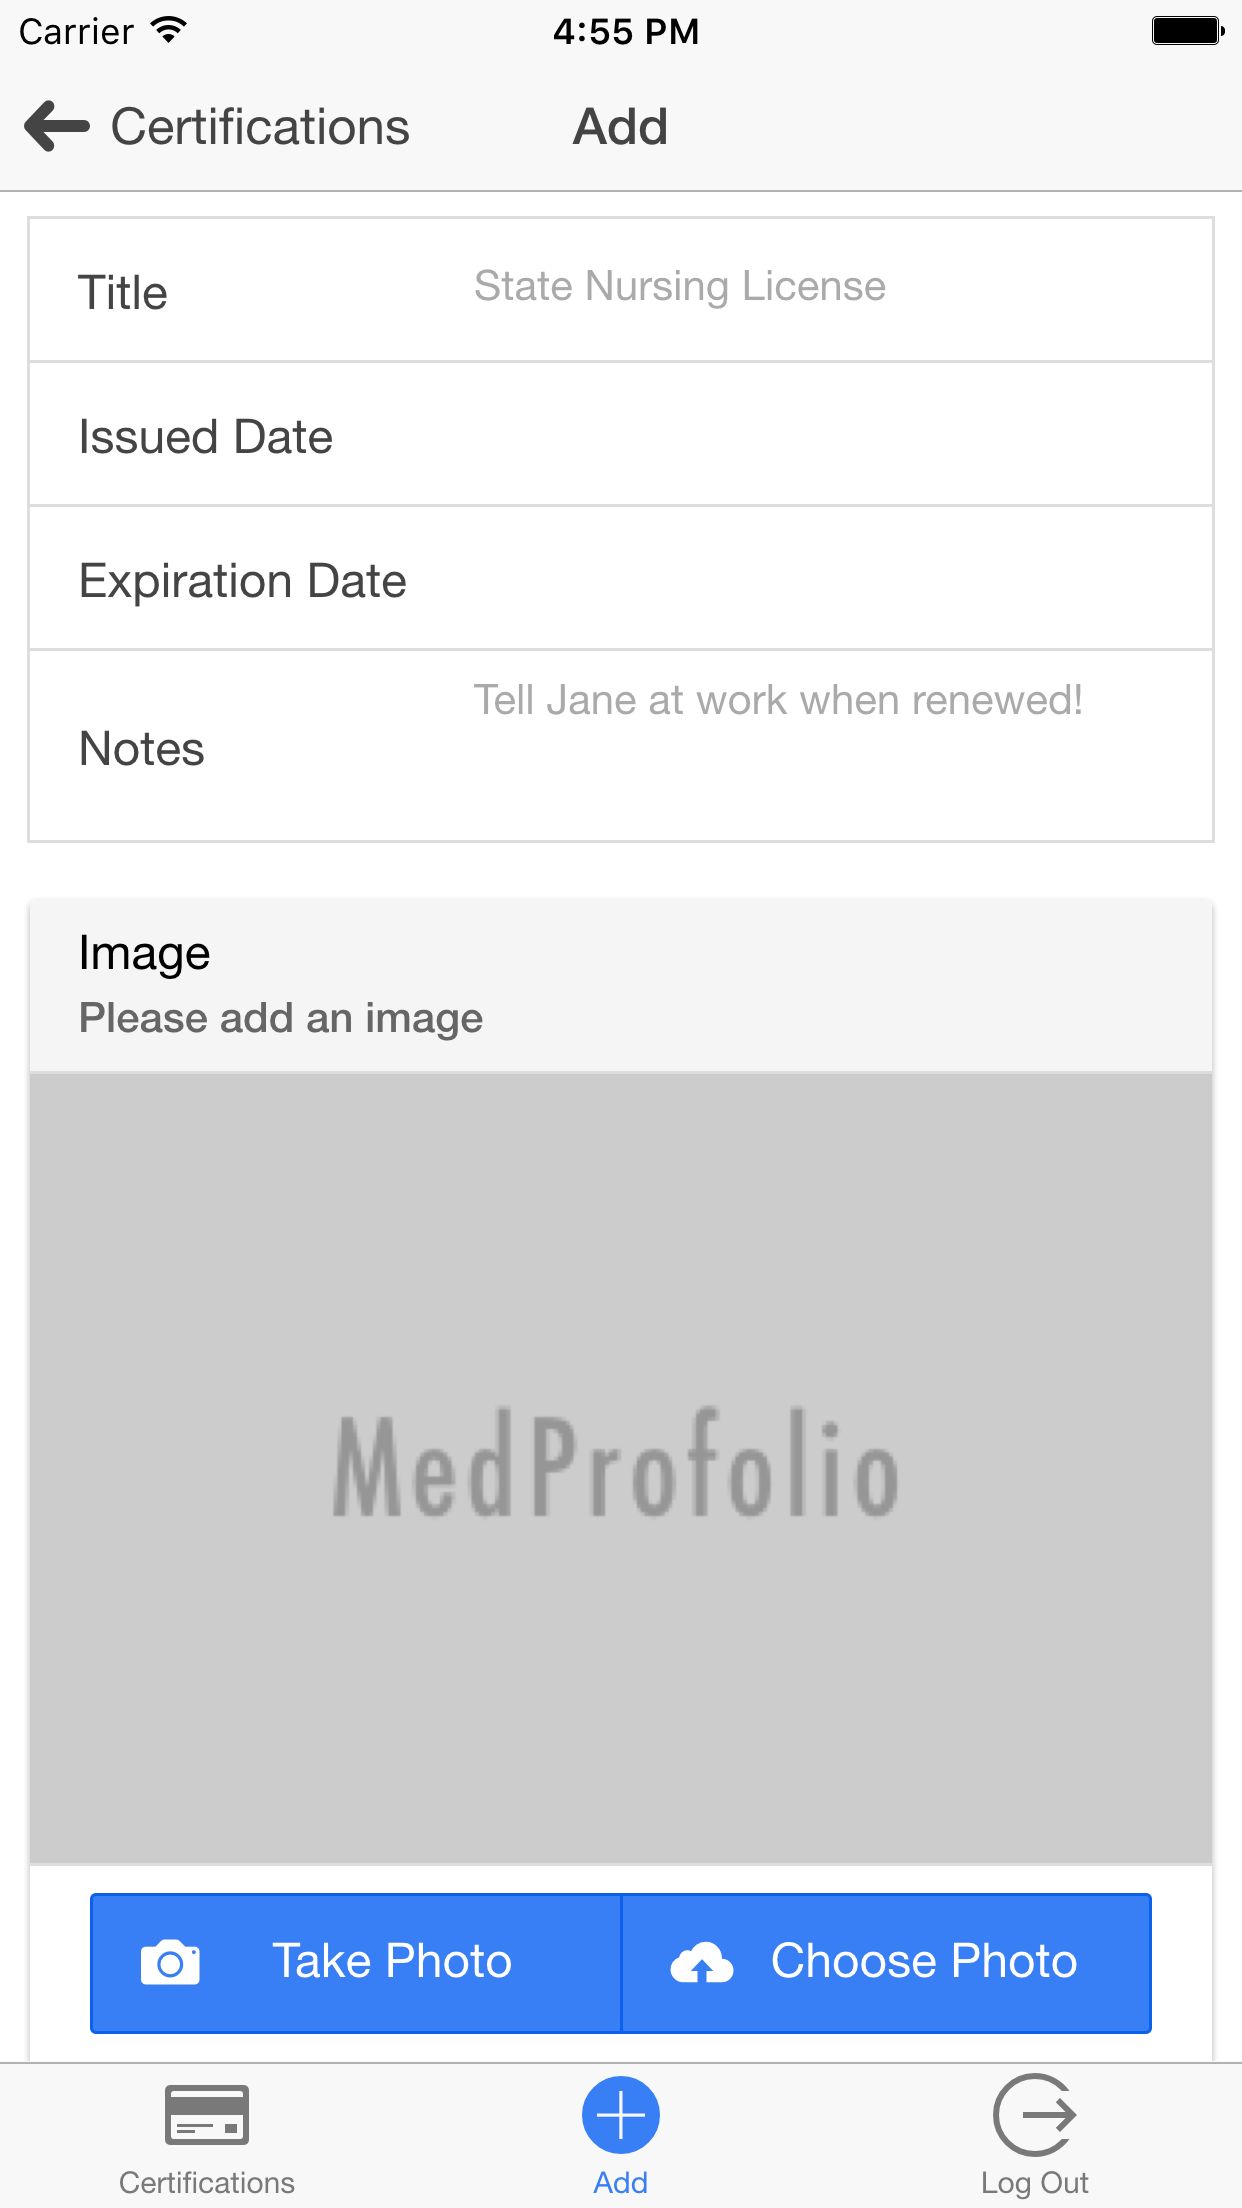 Carrier 4:55 PM
Certifications Add
Title State Nursing License
Issued Date
Expiration Date
Notes Tell Jane at work when renewed!
Image
Please add an image
MedProfolio
Take Photo Choose Photo
Certifications Add Log Out